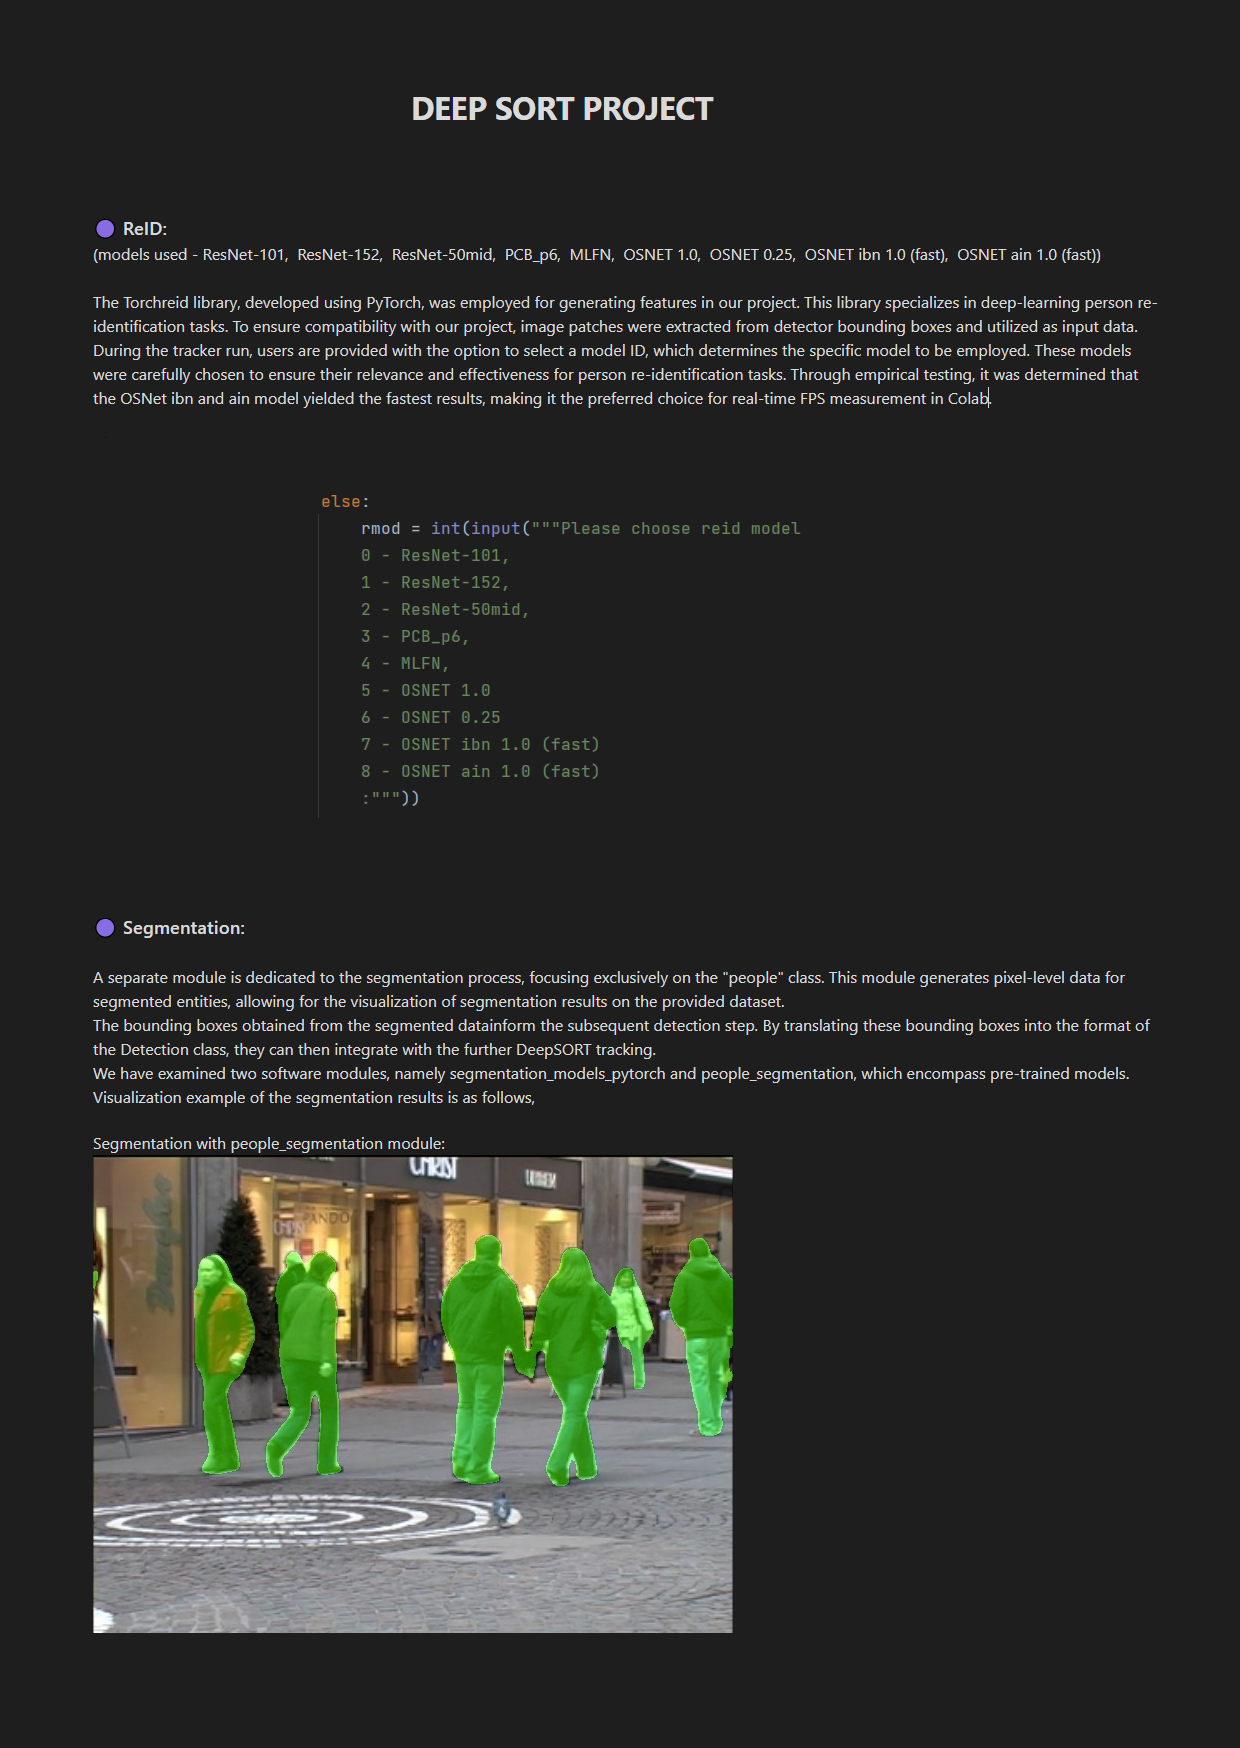 DEEP SORT PROJECT
ReID:
(models used - ResNet-101, ResNet-152, ResNet-50mid, PCB_p6, MLFN, OSNET 1.0, OSNET 0.25, OSNET ibn 1.0 (fast), OSNET ain 1.0 (fast))
The Torchreid library, developed using PyTorch, was employed for generating features in our project. This library specializes in deep-learning person re-
identification tasks. To ensure compatibility with our project, image patches were extracted from detector bounding boxes and utilized as input data.
During the tracker run, users are provided with the option to select a model ID, which determines the specific model to be employed. These models
were carefully chosen to ensure their relevance and effectiveness for person re-identification tasks. Through empirical testing, it was determined that
the OSNet ibn and ain model yielded the fastest results, making it the preferred choice for real-time FPS measurement in Colab.
else:
rmod = int(input("""Please choose reid model
0 - ResNet-101,
1 - ResNet-152,
2 - ResNet-50mid,
3 - PCB_p6,
4 - MLFN,
5 - OSNET 1.0
6 - OSNET 0.25
7 - OSNET ibn 1.0 (fast)
8 - OSNET ain 1.0 (fast)
:"""))
Segmentation:
A separate module is dedicated to the segmentation process, focusing exclusively on the "people" class. This module generates pixel-level data for
segmented entities, allowing for the visualization of segmentation results on the provided dataset.
The bounding boxes obtained from the segmented datainform the subsequent detection step. By translating these bounding boxes into the format of
the Detection class, they can then integrate with the further DeepSORT tracking.
We have examined two software modules, namely segmentation_models_pytorch and people_segmentation, which encompass pre-trained models.
Visualization example of the segmentation results is as follows,
Segmentation with people_segmentation module:
CHRIST
CHRIST
PANDO